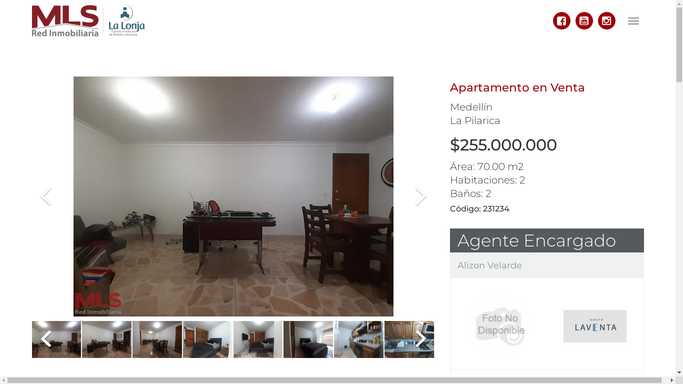 MLS
Red Inmobiliaria
La Lonja
Apartamento en Venta
Medellín
La Pilarica
$255.000.000
Área: 70.00 m2
Habitaciones: 2
Baños: 2
Código: 231234
MLS
Red Inmobiliaria
Agente Encargado
Alizon Velarde
Foto No
Disponible
LAVENTA